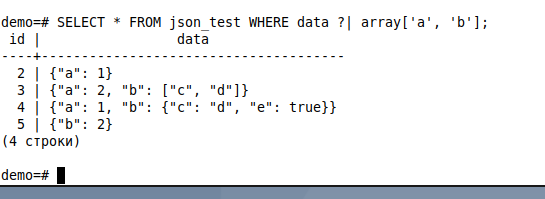 demo=# SELECT * FROM json_test WHERE data ?| array['a', 'b'];
 id |                data
----+-------------------------------------
  2 | {"a": 1}
  3 | {"a": 2, "b": ["c", "d"]}
  4 | {"a": 1, "b": {"c": "d", "e": true}}
  5 | {"b": 2}
(4 строки)
demo=#